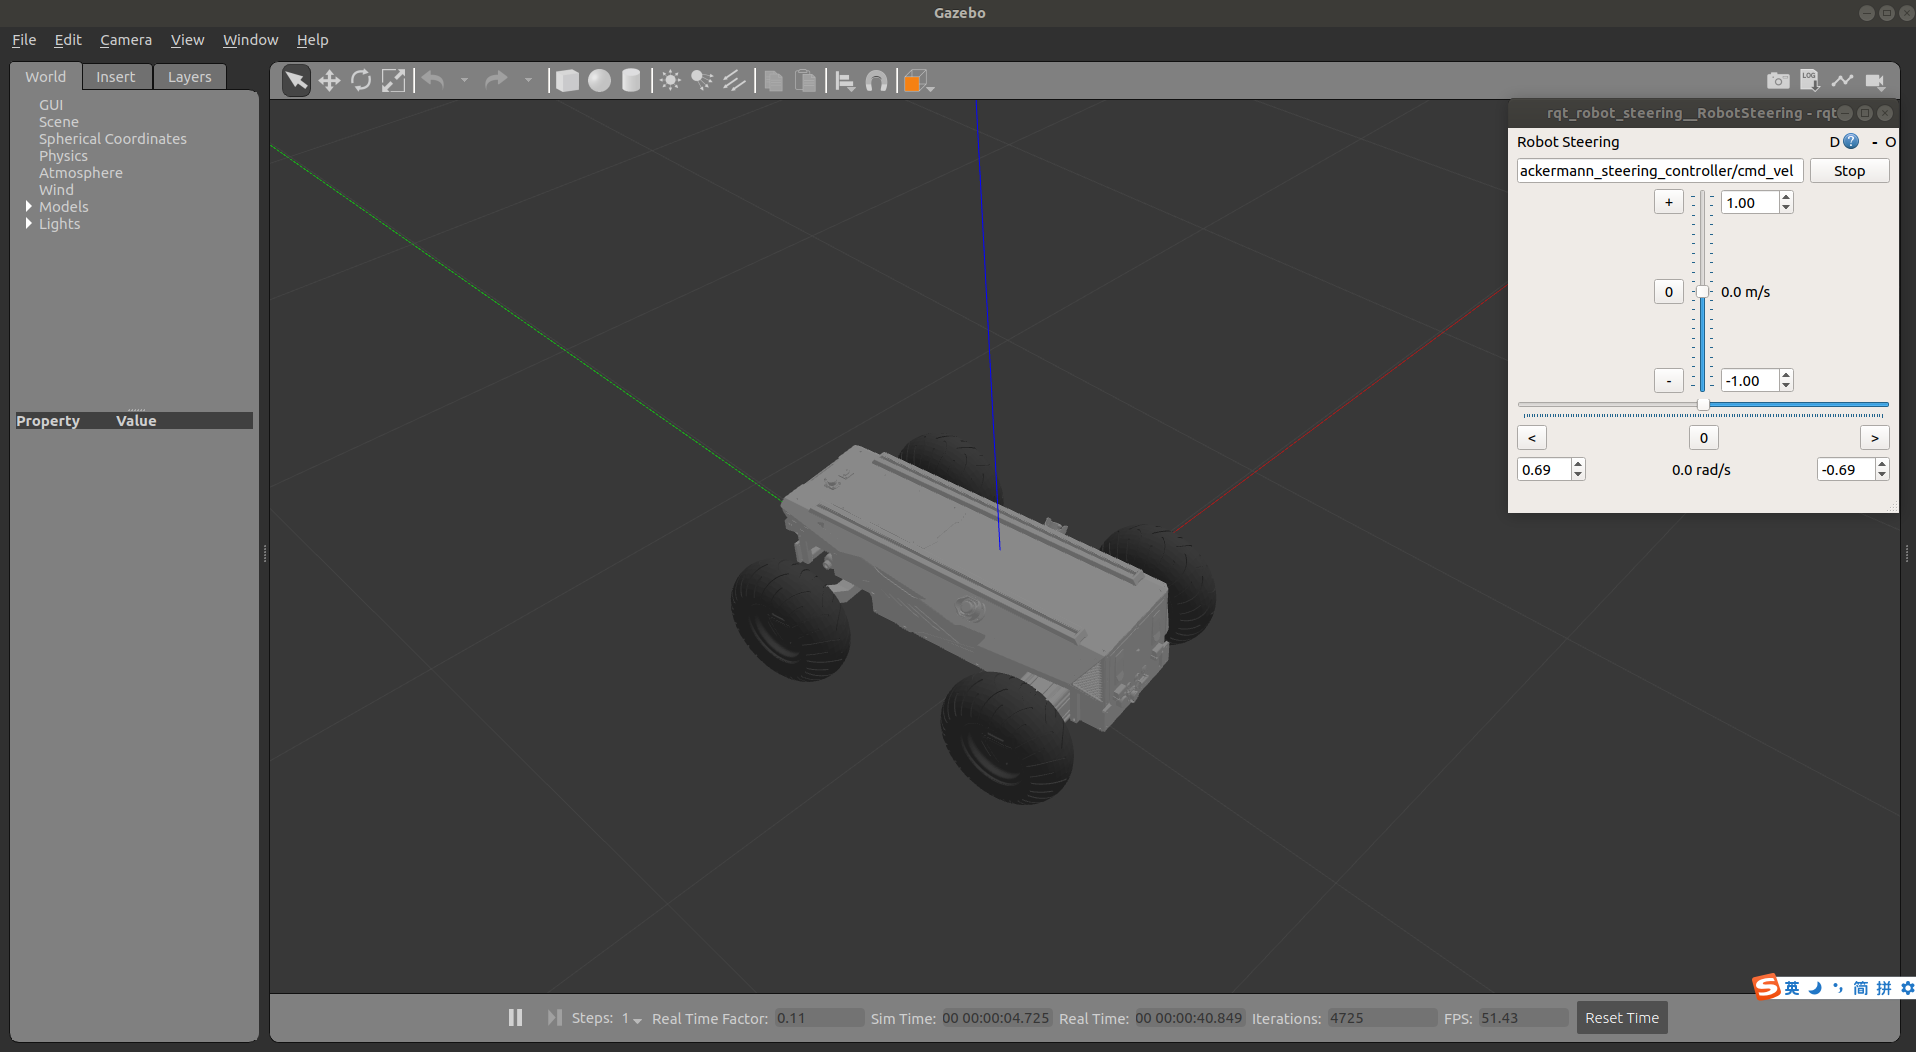 Gazebo
File Edit Camera View Window Help
World Insert Layers
GUI
Scene
Spherical Coordinates
Physics
Atmosphere
Wind
Models
Lights
Property Value
LOG
rqt_robot_steering__RobotSteering - rqt
Robot Steering D ? - O
ackermann_steering_controller/cmd_vel Stop
+ 1.00
0 0.0 m/s
- -1.00
< 0 >
0.69 0.0 rad/s -0.69
S 英 简 拼
Steps: 1 Real Time Factor: 0.11 Sim Time: 00 00:00:04.725 Real Time: 00 00:00:40.849 Iterations: 4725 FPS: 51.43 Reset Time